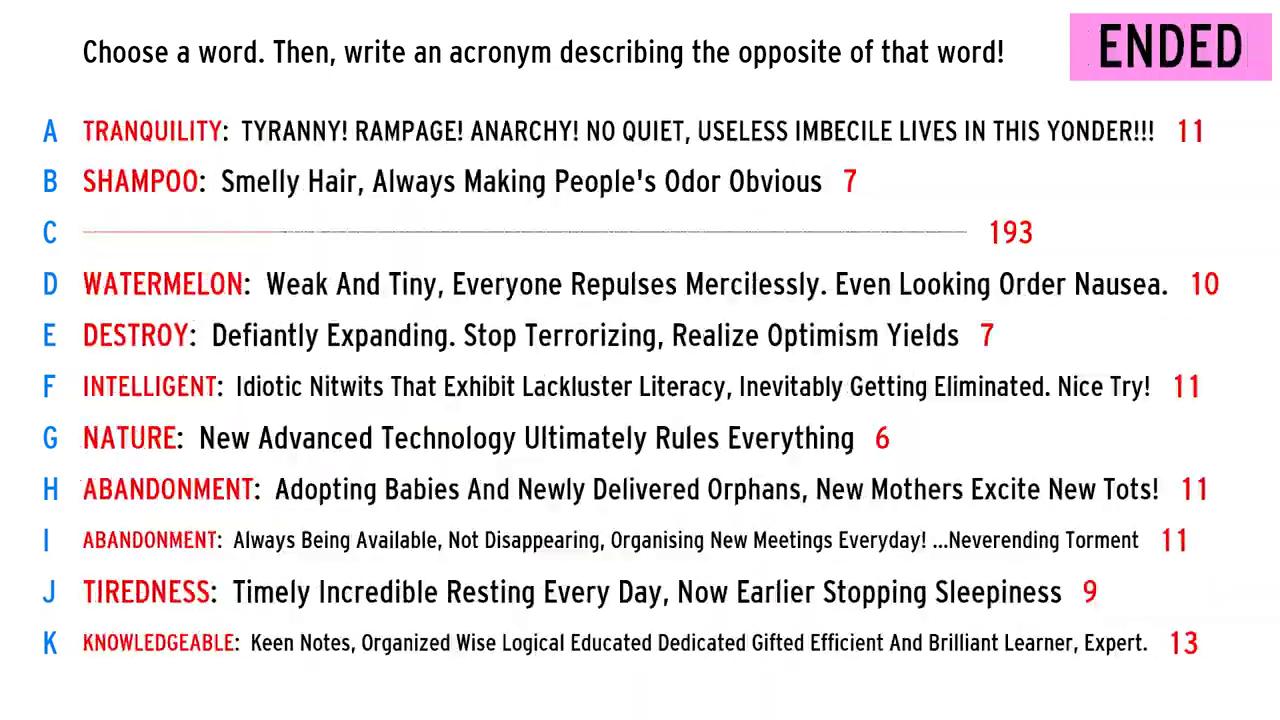 Choose a word. Then, write an acronym describing the opposite of that word!
ENDED
A TRANQUILITY: TYRANNY! RAMPAGE! ANARCHY! NO QUIET, USELESS IMBECILE LIVES IN THIS YONDER!!! 11
B SHAMPOO: Smelly Hair, Always Making People's Odor Obvious 7
C 193
D WATERMELON: Weak And Tiny, Everyone Repulses Mercilessly. Even Looking Order Nausea. 10
E DESTROY: Defiantly Expanding. Stop Terrorizing, Realize Optimism Yields 7
F INTELLIGENT: Idiotic Nitwits That Exhibit Lackluster Literacy, Inevitably Getting Eliminated. Nice Try! 11
G NATURE: New Advanced Technology Ultimately Rules Everything 6
H ABANDONMENT: Adopting Babies And Newly Delivered Orphans, New Mothers Excite New Tots! 11
I ABANDONMENT: Always Being Available, Not Disappearing, Organising New Meetings Everyday! ...Neverending Torment 11
J TIREDNESS: Timely Incredible Resting Every Day, Now Earlier Stopping Sleepiness 9
K KNOWLEDGEABLE: Keen Notes, Organized Wise Logical Educated Dedicated Gifted Efficient And Brilliant Learner, Expert. 13